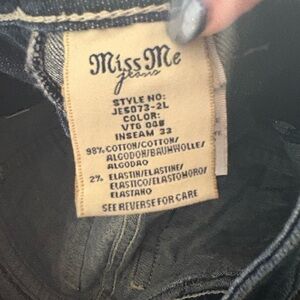 Miss Me
jeans
STYLE NO:
JE5073-2L
COLOR:
VTG 048
INSEAM 33
98% COTTON/COTTON/
ALGODON/BAUMWOLLE/
ALGODAO
2% ELASTIN/ELASTINE/
ELASTICO/ELASTOMORO/
ELASTANO
SEE REVERSE FOR CARE